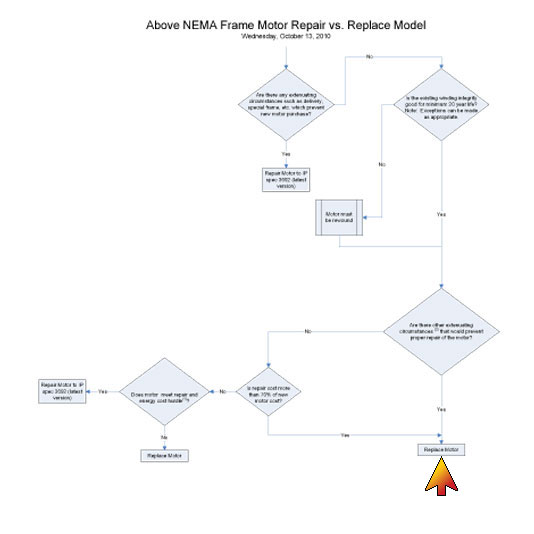 Above NEMA Frame Motor Repair vs. Replace Model
Wednesday, October 13, 2010
No
Are there any extenuating
circumstances such as delivery,
special frame, etc. which prevent
new motor purchase?
Is the existing winding integrity
good for minimum 20 year life?
Note: Exceptions can be made
as appropriate.
Yes
No
Repair Motor to IP
spec 3692 (latest
version)
Motor must
be rewound
Yes
Are there other extenuating
circumstances that would prevent
proper repair of the motor?
No
Repair Motor to IP
spec 3692 (latest
version)
Yes
Does motor meet repair and
energy cost hurdle ?
No
Is repair cost more
than 70% of new
motor cost?
Yes
No
Yes
Replace Motor
Replace Motor